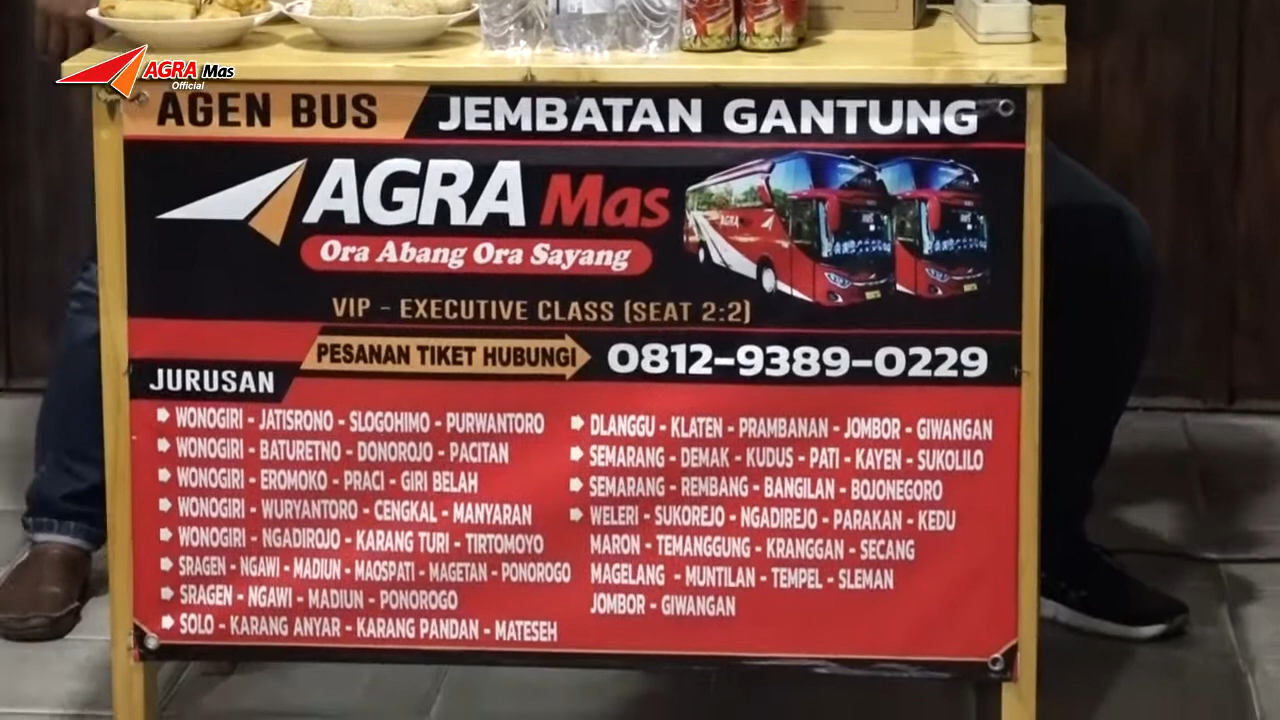 AGRA Mas
Official
AGEN BUS JEMBATAN GANTUNG
AGRA Mas
Ora Abang Ora Sayang
VIP - EXECUTIVE CLASS (SEAT 2:2)
PESANAN TIKET HUBUNGI 0812-9389-0229
JURUSAN
WONOGIRI - JATISRONO - SLOGOHIMO - PURWANTORO
WONOGIRI - BATURETNO - DONOROJO - PACITAN
WONOGIRI - EROMOKO - PRACI - GIRI BELAH
WONOGIRI - WURYANTORO - CENGKAL - MANYARAN
WONOGIRI - NGADIROJO - KARANG TURI - TIRTOMOYO
SRAGEN - NGAWI - MADIUN - MAOSPATI - MAGETAN - PONOROGO
SRAGEN - NGAWI - MADIUN - PONOROGO
SOLO - KARANG ANYAR - KARANG PANDAN - MATESEH
DLANGGU - KLATEN - PRAMBANAN - JOMBOR - GIWANGAN
SEMARANG - DEMAK - KUDUS - PATI - KAYEN - SUKOLILO
SEMARANG - REMBANG - BANGILAN - BOJONEGORO
WELERI - SUKOREJO - NGADIREJO - PARAKAN - KEDU
MARON - TEMANGGUNG - KRANGGAN - SECANG
MAGELANG - MUNTILAN - TEMPEL - SLEMAN
JOMBOR - GIWANGAN